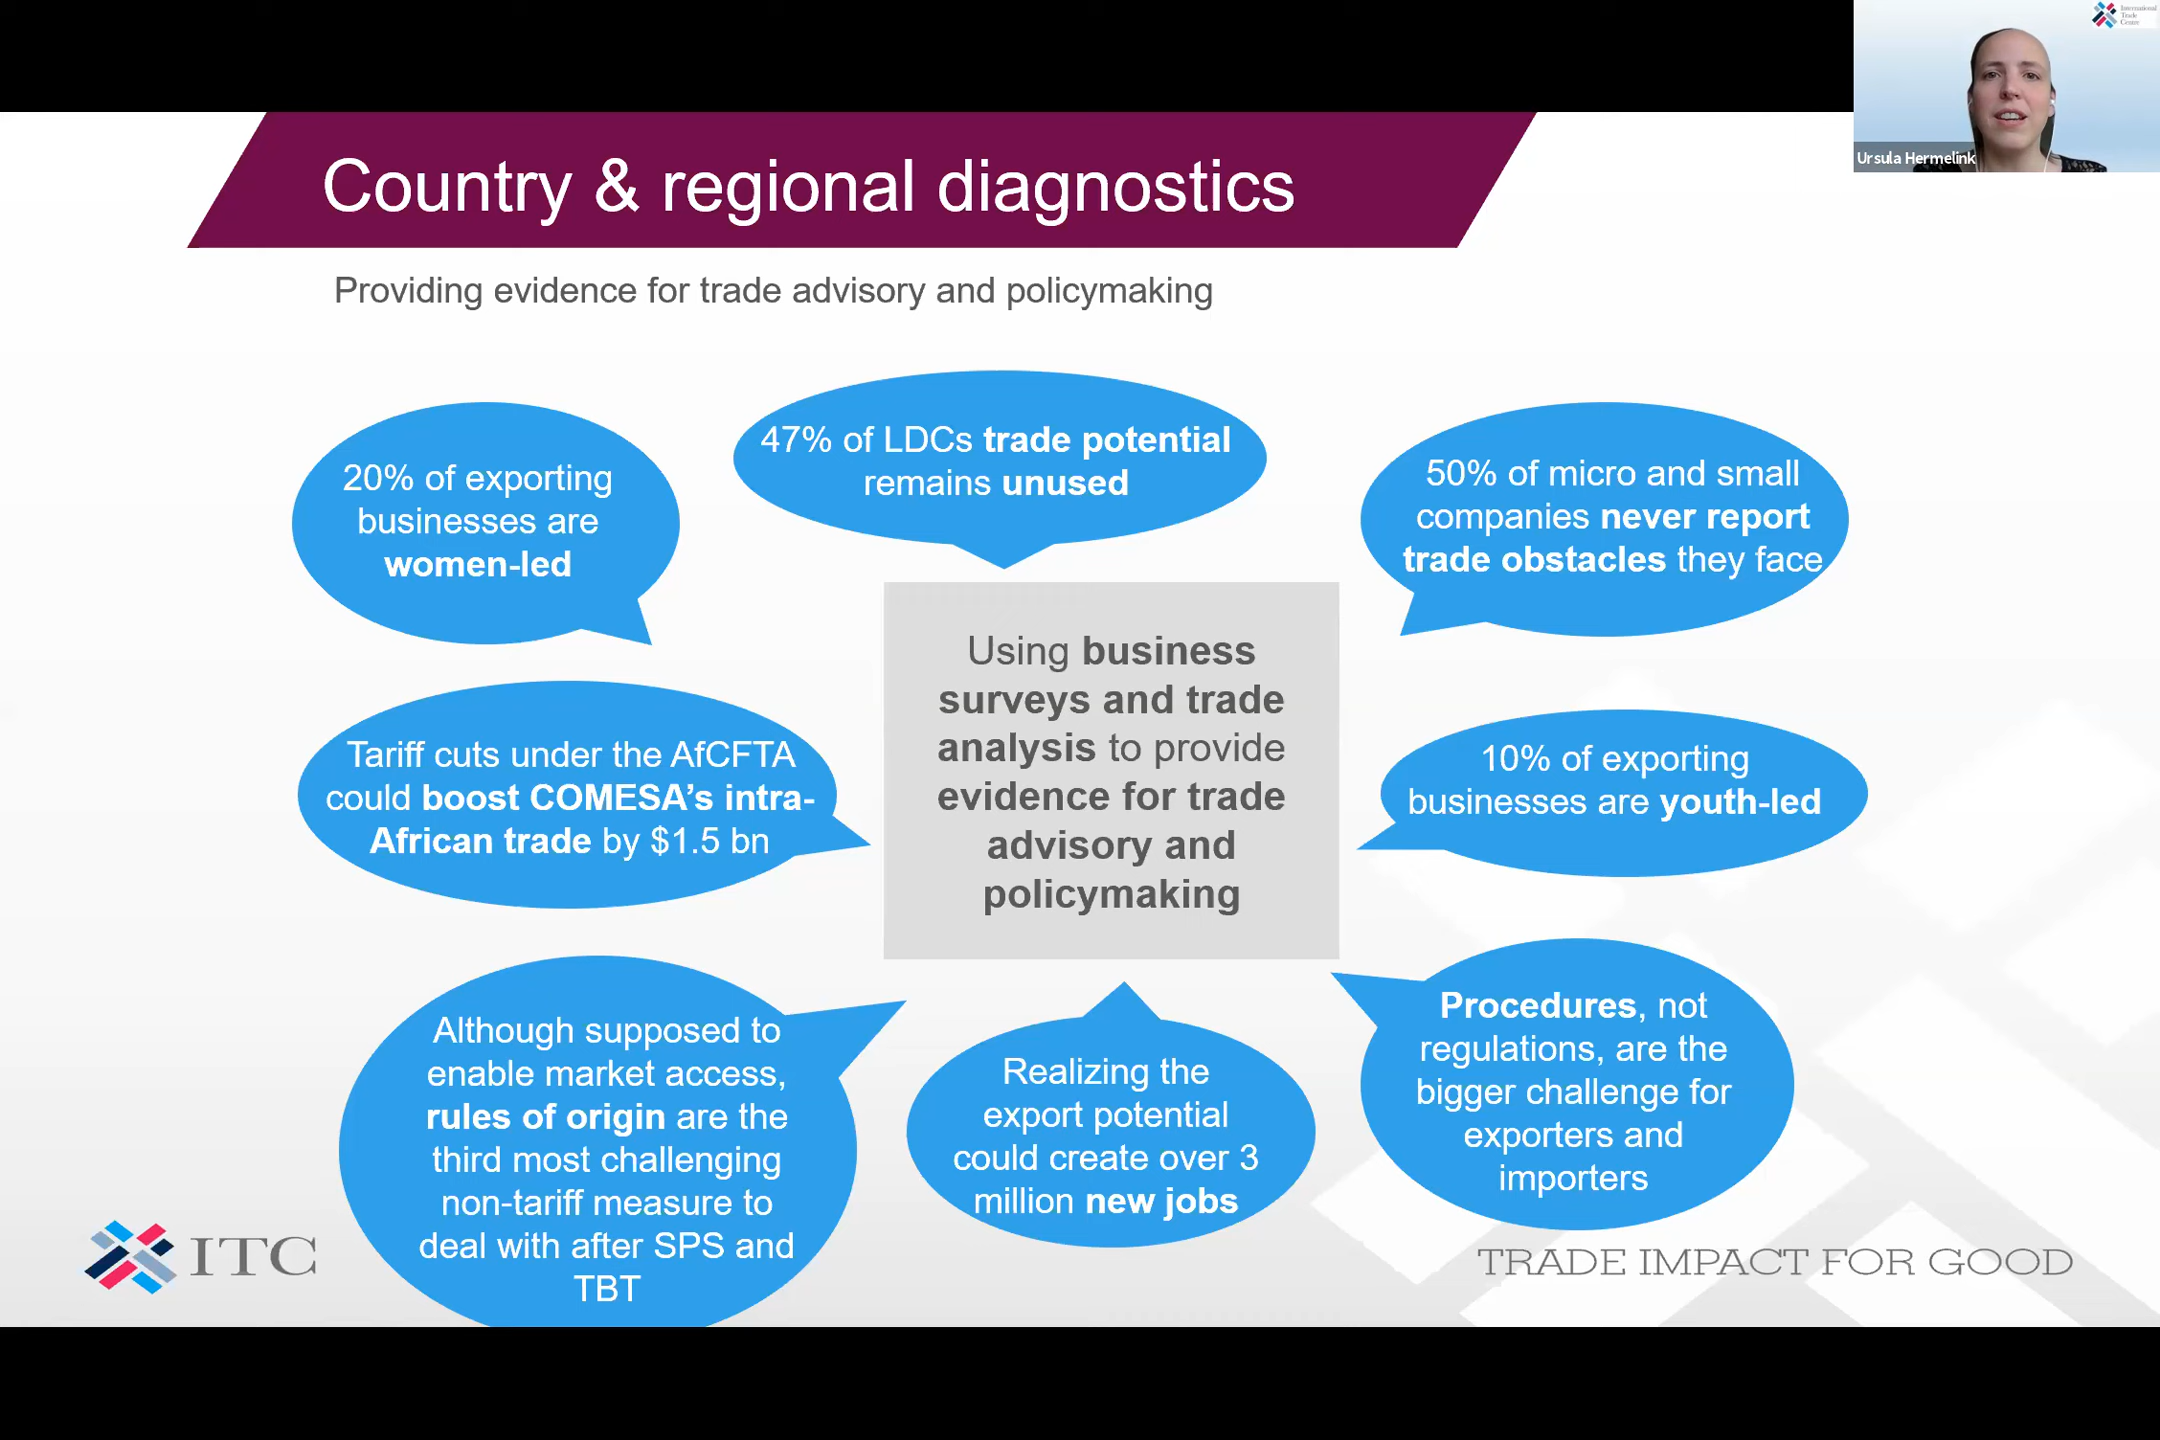 International
Trade
Centre
Ursula Hermelink
Country & regional diagnostics
Providing evidence for trade advisory and policymaking
20% of exporting
businesses are
women-led
47% of LDCs trade potential
remains unused
50% of micro and small
companies never report
trade obstacles they face
Tariff cuts under the AfCFTA
could boost COMESA’s intra-
African trade by $1.5 bn
Using business
surveys and trade
analysis to provide
evidence for trade
advisory and
policymaking
10% of exporting
businesses are youth-led
Although supposed to
enable market access,
rules of origin are the
third most challenging
non-tariff measure to
deal with after SPS and
TBT
Realizing the
export potential
could create over 3
million new jobs
Procedures, not
regulations, are the
bigger challenge for
exporters and
importers
ITC
TRADE IMPACT FOR GOOD